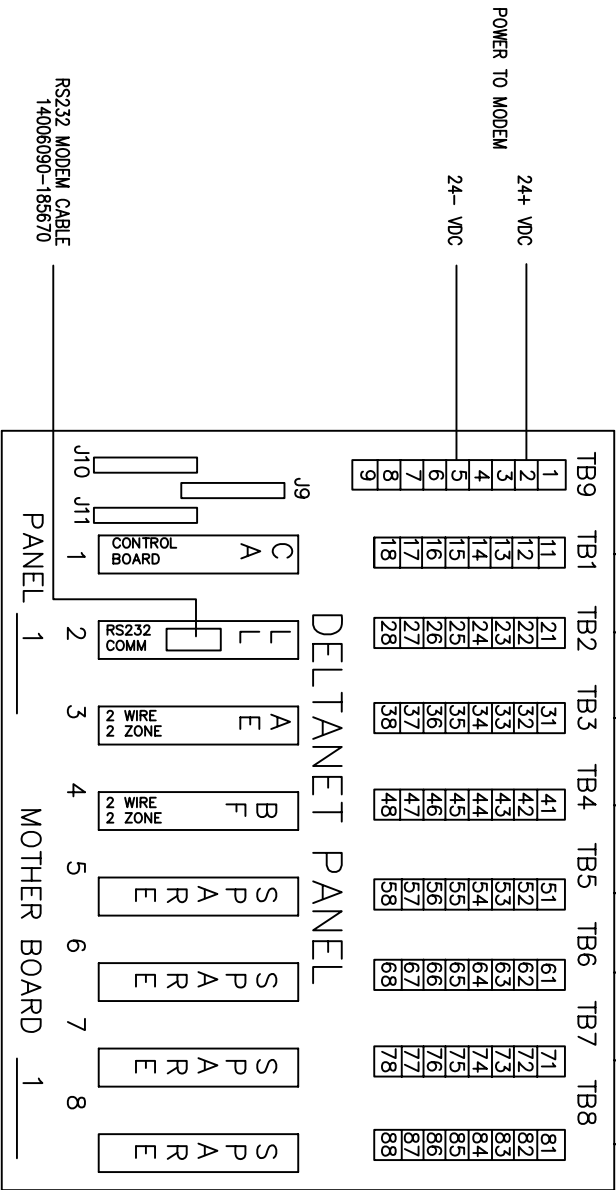 POWER TO MODEM
24+ VDC
24- VDC
RS232 MODEM CABLE
14006090-185670
TB9 TB1 TB2 TB3 TB4 TB5 TB6 TB7 TB8
1 11 21 31 41 51 61 71 81
2 12 22 32 42 52 62 72 82
3 13 23 33 43 53 63 73 83
4 14 24 34 44 54 64 74 84
5 15 25 35 45 55 65 75 85
6 16 26 36 46 56 66 76 86
7 17 27 37 47 57 67 77 87
8 18 28 38 48 58 68 78 88
9
DELTANET PANEL
J9
J10
J11
C
A
CONTROL
BOARD
L
L
RS232
COMM
A
E
2 WIRE
2 ZONE
B
F
2 WIRE
2 ZONE
SPARE
SPARE
SPARE
SPARE
1 2 3 4 5 6 7 8
PANEL 1
MOTHER BOARD 1